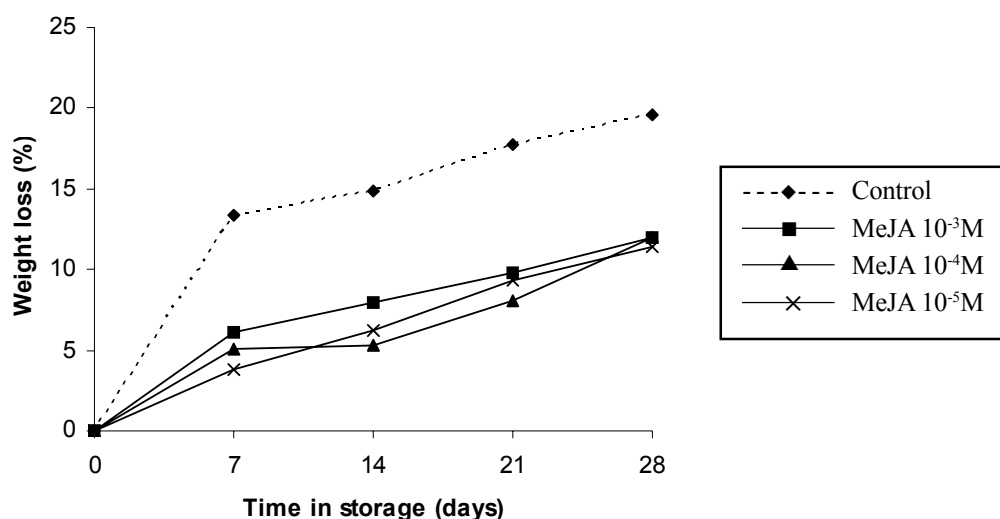 25
20
15
10
5
0
Weight loss (%)
0 7 14 21 28
Time in storage (days)
Control
MeJA 10⁻³M
MeJA 10⁻⁴M
MeJA 10⁻⁵M